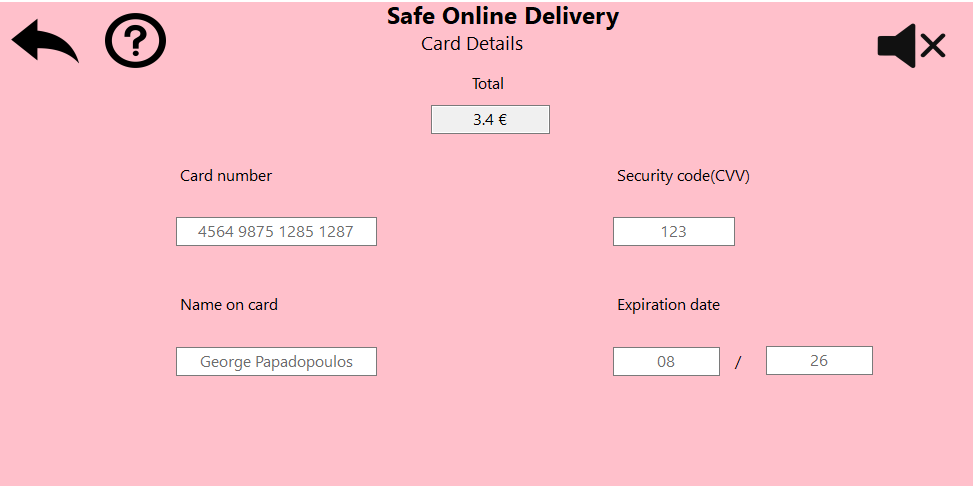 Safe Online Delivery
Card Details
Total
3.4 €
Card number
Security code(CVV)
4564 9875 1285 1287
123
Name on card
Expiration date
George Papadopoulos
08 / 26